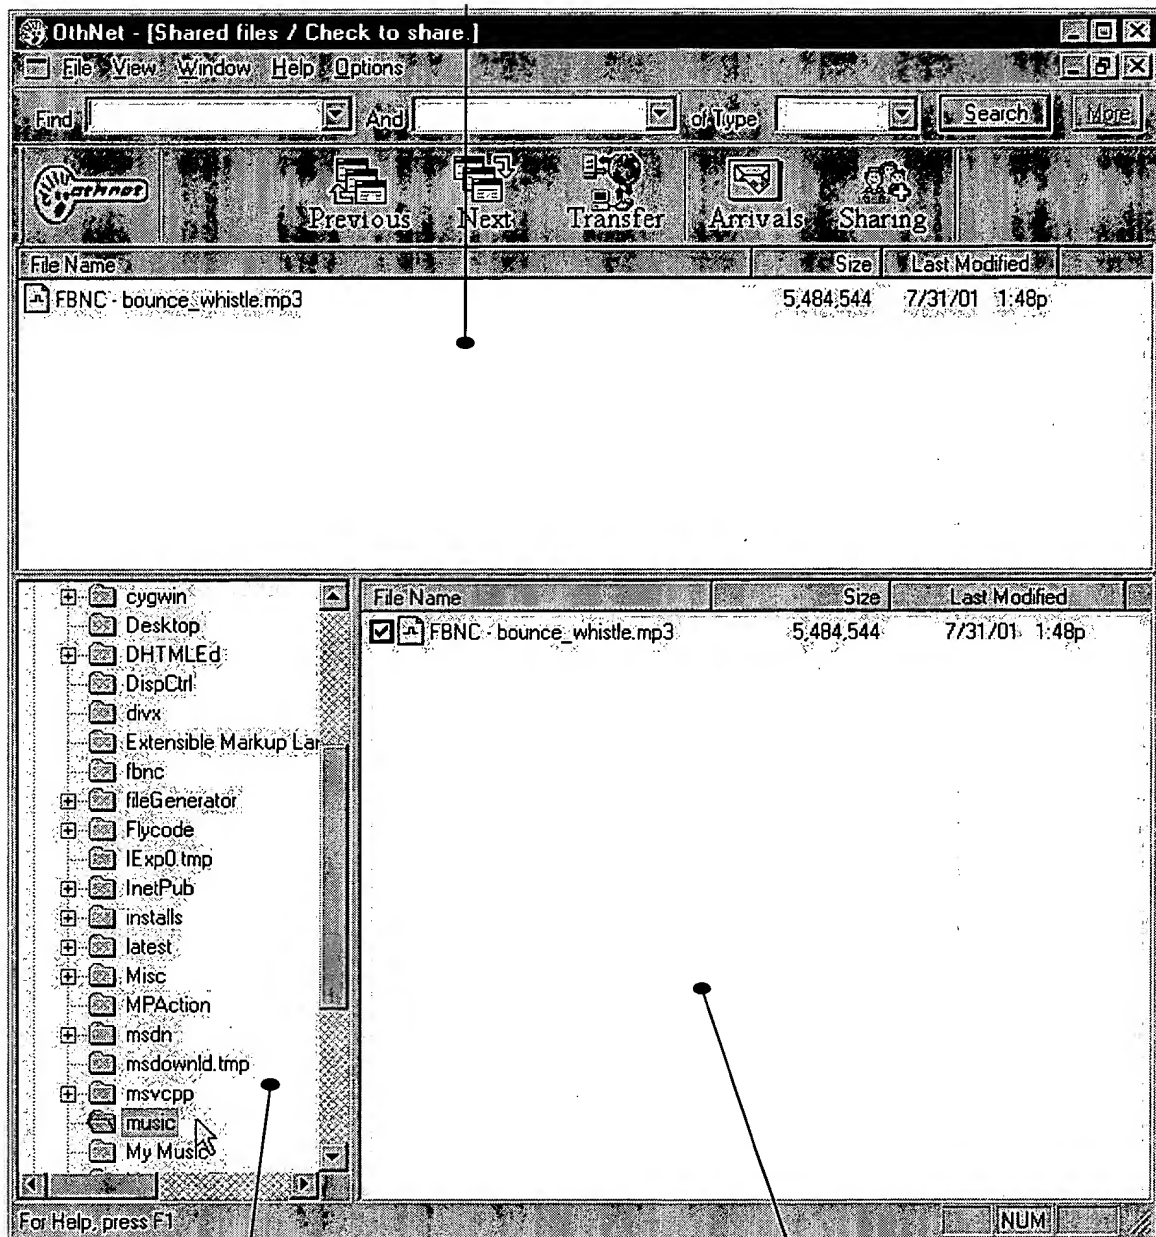 OthNet - [Shared files / Check to share.]
File View Window Help Options
Find And of Type Search More
othnet Previous Next Transfer Arrivals Sharing
File Name Size Last Modified
FBNC - bounce_whistle.mp3 5,484,544 7/31/01 1:48p
cygwin
Desktop
DHTMLEd
DispCtrl
divx
Extensible Markup Lan
fbnc
fileGenerator
Flycode
IExp0.tmp
InetPub
installs
latest
Misc
MPAction
msdn
msdownld.tmp
msvcpp
music
My Music
File Name Size Last Modified
FBNC - bounce_whistle.mp3 5,484,544 7/31/01 1:48p
For Help, press F1 NUM